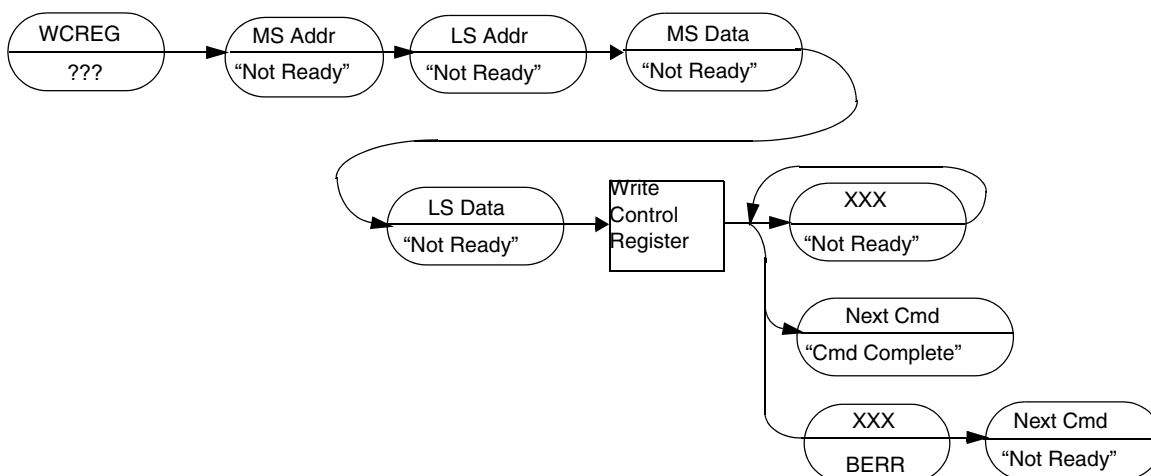 WCREG
???
MS Addr
“Not Ready”
LS Addr
“Not Ready”
MS Data
“Not Ready”
LS Data
“Not Ready”
Write
Control
Register
XXX
“Not Ready”
Next Cmd
“Cmd Complete”
XXX
BERR
Next Cmd
“Not Ready”